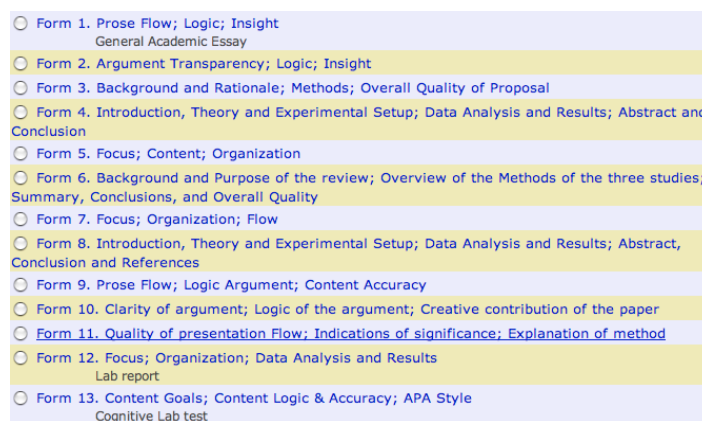 Form 1. Prose Flow; Logic; Insight
General Academic Essay
Form 2. Argument Transparency; Logic; Insight
Form 3. Background and Rationale; Methods; Overall Quality of Proposal
Form 4. Introduction, Theory and Experimental Setup; Data Analysis and Results; Abstract and
Conclusion
Form 5. Focus; Content; Organization
Form 6. Background and Purpose of the review; Overview of the Methods of the three studies;
Summary, Conclusions, and Overall Quality
Form 7. Focus; Organization; Flow
Form 8. Introduction, Theory and Experimental Setup; Data Analysis and Results; Abstract,
Conclusion and References
Form 9. Prose Flow; Logic Argument; Content Accuracy
Form 10. Clarity of argument; Logic of the argument; Creative contribution of the paper
Form 11. Quality of presentation Flow; Indications of significance; Explanation of method
Form 12. Focus; Organization; Data Analysis and Results
Lab report
Form 13. Content Goals; Content Logic & Accuracy; APA Style
Cognitive Lab test